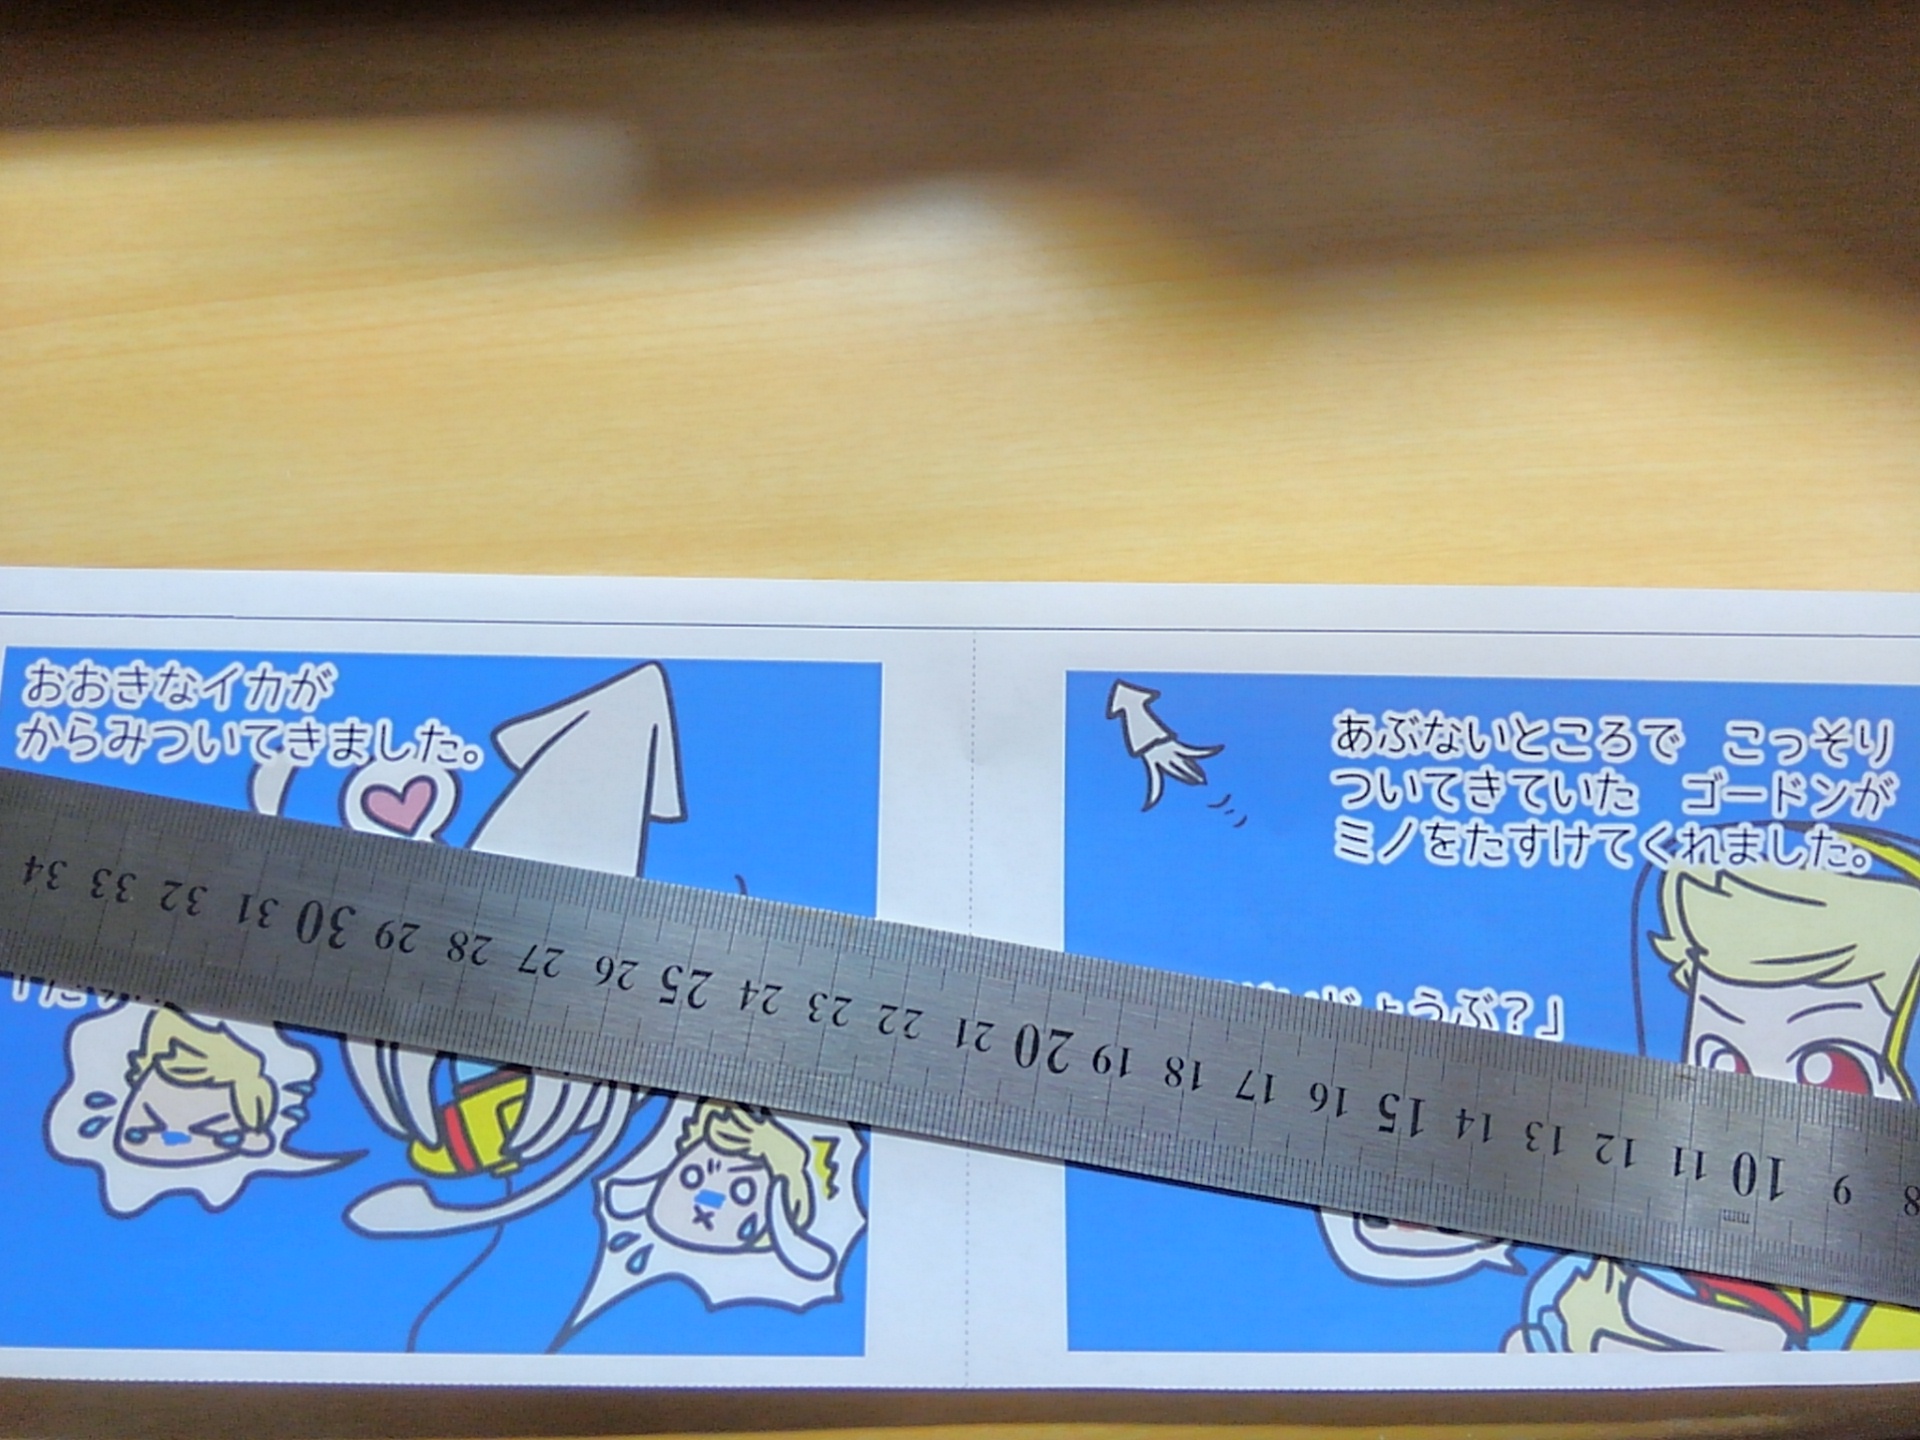 おおきなイカが
からみついてきました。
あぶないところで　こっそり
ついてきていた　ゴードンが
ミノをたすけてくれました。
じょうぶ？」
34 33 32 31 30 29 28 27 26 25 24 23 22 21 20 19 18 17 16 15 14 13 12 11 10 9 8